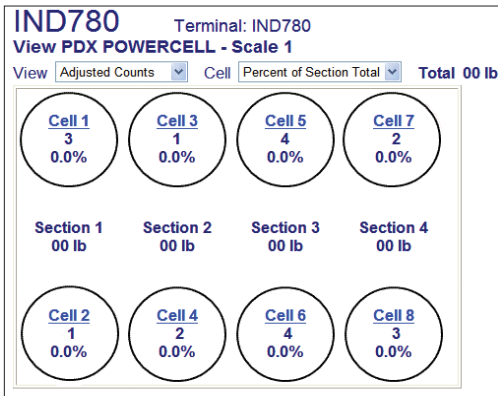 IND780 Terminal: IND780
View PDX POWERCELL - Scale 1
View Adjusted Counts Cell Percent of Section Total Total 00 lb
Cell 1 Cell 3 Cell 5 Cell 7
3 1 4 2
0.0% 0.0% 0.0% 0.0%
Section 1 Section 2 Section 3 Section 4
00 lb 00 lb 00 lb 00 lb
Cell 2 Cell 4 Cell 6 Cell 8
1 2 4 3
0.0% 0.0% 0.0% 0.0%